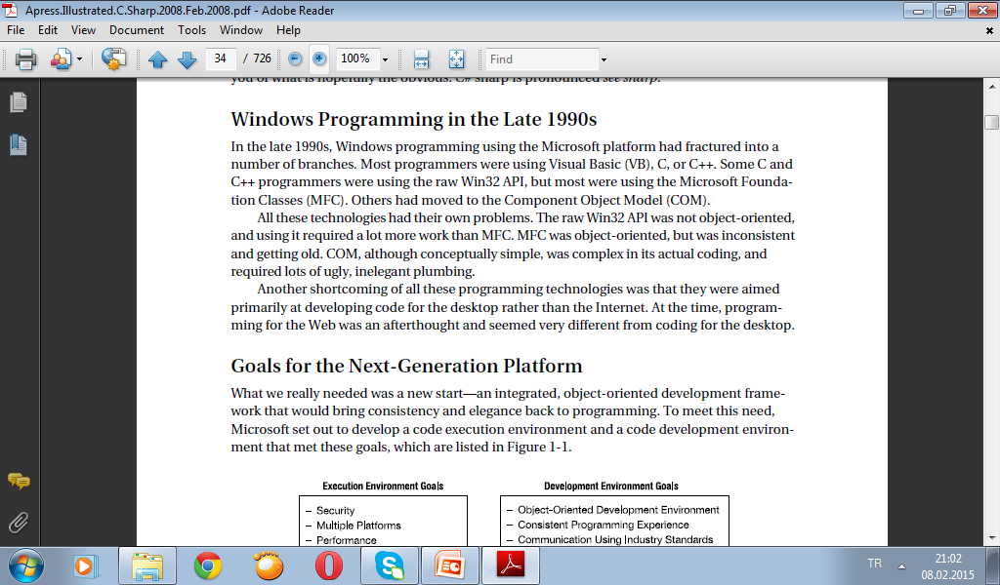 Apress.Illustrated.C.Sharp.2008.Feb.2008.pdf - Adobe Reader
File Edit View Document Tools Window Help
34 / 726 100% Find
you of what is hopefully the obvious: C# sharp is pronounced see sharp.
Windows Programming in the Late 1990s
In the late 1990s, Windows programming using the Microsoft platform had fractured into a
number of branches. Most programmers were using Visual Basic (VB), C, or C++. Some C and
C++ programmers were using the raw Win32 API, but most were using the Microsoft Founda-
tion Classes (MFC). Others had moved to the Component Object Model (COM).
All these technologies had their own problems. The raw Win32 API was not object-oriented,
and using it required a lot more work than MFC. MFC was object-oriented, but was inconsistent
and getting old. COM, although conceptually simple, was complex in its actual coding, and
required lots of ugly, inelegant plumbing.
Another shortcoming of all these programming technologies was that they were aimed
primarily at developing code for the desktop rather than the Internet. At the time, program-
ming for the Web was an afterthought and seemed very different from coding for the desktop.
Goals for the Next-Generation Platform
What we really needed was a new start—an integrated, object-oriented development frame-
work that would bring consistency and elegance back to programming. To meet this need,
Microsoft set out to develop a code execution environment and a code development environ-
ment that met these goals, which are listed in Figure 1-1.
Execution Environment Goals Development Environment Goals
– Security – Object-Oriented Development Environment
– Multiple Platforms – Consistent Programming Experience
– Performance – Communication Using Industry Standards
TR 21:02
08.02.2015